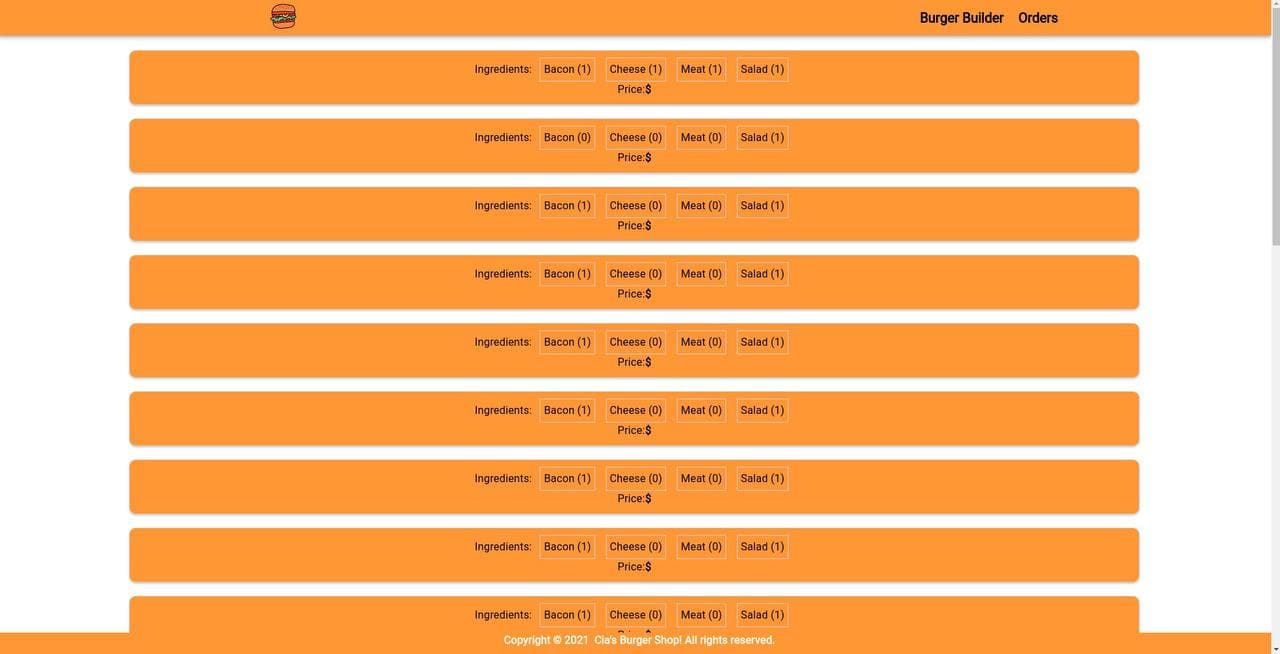 Burger Builder Orders
Ingredients: Bacon (1) Cheese (1) Meat (1) Salad (1)
Price:$
Ingredients: Bacon (0) Cheese (0) Meat (0) Salad (1)
Price:$
Ingredients: Bacon (1) Cheese (0) Meat (0) Salad (1)
Price:$
Ingredients: Bacon (1) Cheese (0) Meat (0) Salad (1)
Price:$
Ingredients: Bacon (1) Cheese (0) Meat (0) Salad (1)
Price:$
Ingredients: Bacon (1) Cheese (0) Meat (0) Salad (1)
Price:$
Ingredients: Bacon (1) Cheese (0) Meat (0) Salad (1)
Price:$
Ingredients: Bacon (1) Cheese (0) Meat (0) Salad (1)
Price:$
Ingredients: Bacon (1) Cheese (0) Meat (0) Salad (1)
Copyright © 2021 Cia's Burger Shop! All rights reserved.